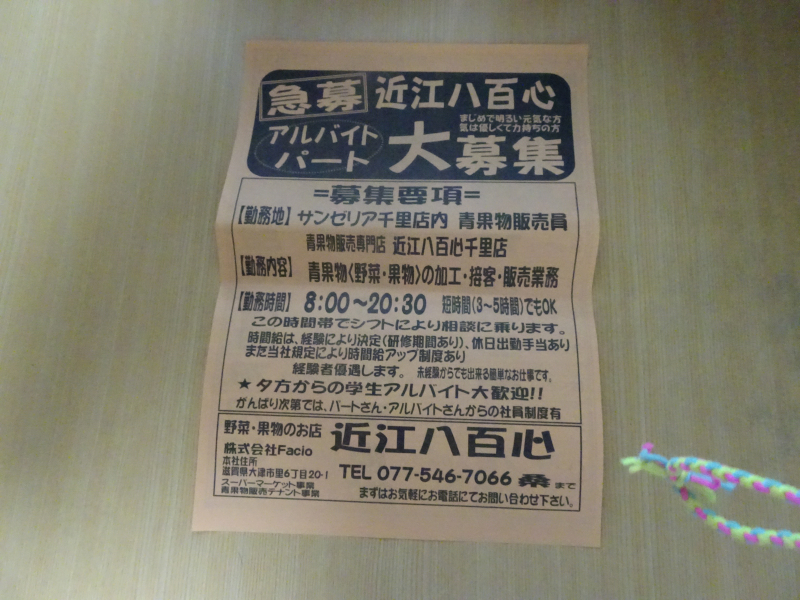 急募 近江八百心
アルバイト
パート
まじめで明るい元気な方
気は優しくて力持ちの方
大募集
=募集要項=
【勤務地】 サンゼリア千里店内 青果物販売員
青果物販売専門店 近江八百心千里店
【勤務内容】 青果物<野菜・果物>の加工・接客・販売業務
【勤務時間】 8:00～20:30 短時間(3～5時間)でもOK
この時間帯でシフトにより相談に乗ります。
時間給は、経験により決定(研修期間あり)、休日出勤手当あり
また当社規定により時間給アップ制度あり
経験者優遇します。 未経験からでも出来る簡単なお仕事です。
★夕方からの学生アルバイト大歓迎!!
がんばり次第では、パートさん・アルバイトさんからの社員制度有
野菜・果物のお店 近江八百心
株式会社Facio
本社住所
滋賀県大津市里6丁目20-1
TEL 077-546-7066 乗まで
スーパーマーケット事業
青果物販売テナント事業
まずはお気軽にお電話にてお問い合わせ下さい。